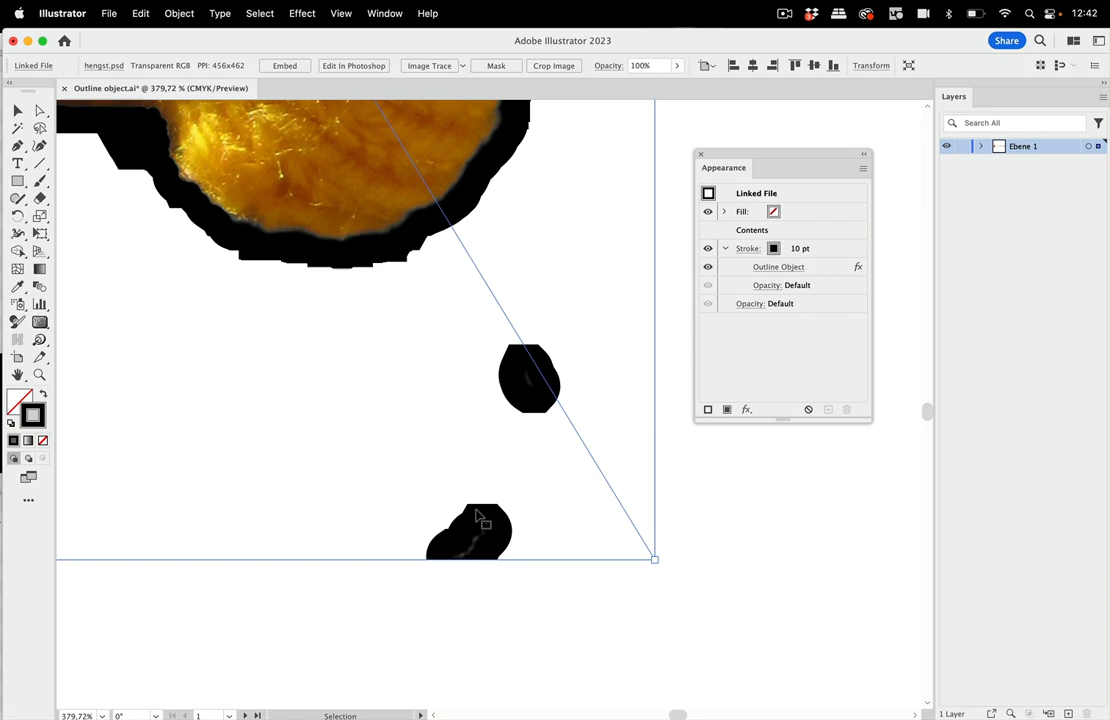 Illustrator File Edit Object Type Select Effect View Window Help 3 12:42
Adobe Illustrator 2023 Share
Linked File hengst.psd Transparent RGB PPI: 456x462 Embed Edit In Photoshop Image Trace Mask Crop Image Opacity: 100% Transform
× Outline object.ai* @ 379,72 % (CMYK/Preview)
Layers
Search All
Ebene 1
Appearance
Linked File
Fill:
Contents
Stroke: 10 pt
Outline Object fx
Opacity: Default
Opacity: Default
fx.
379,72% 0° 1 Selection
1 Layer